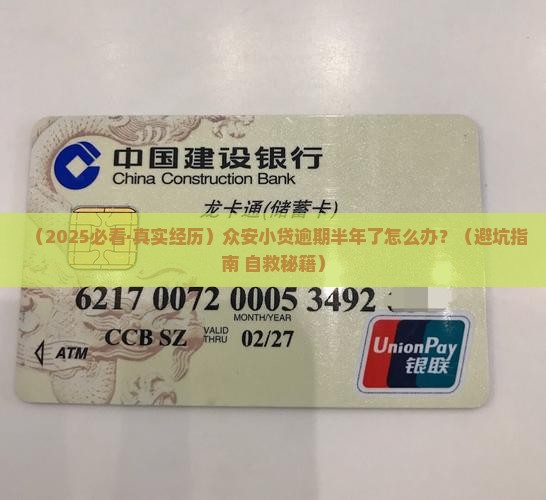 中国建设银行
China Construction Bank
龙卡通(储蓄卡)
（2025必看·真实经历）众安小贷逾期半年了怎么办？（避坑指
南 自救秘籍）
6217 0072 0005 3492
MONTH/YEAR
CCB SZ VALID THRU 02/27
ATM
UnionPay
银联